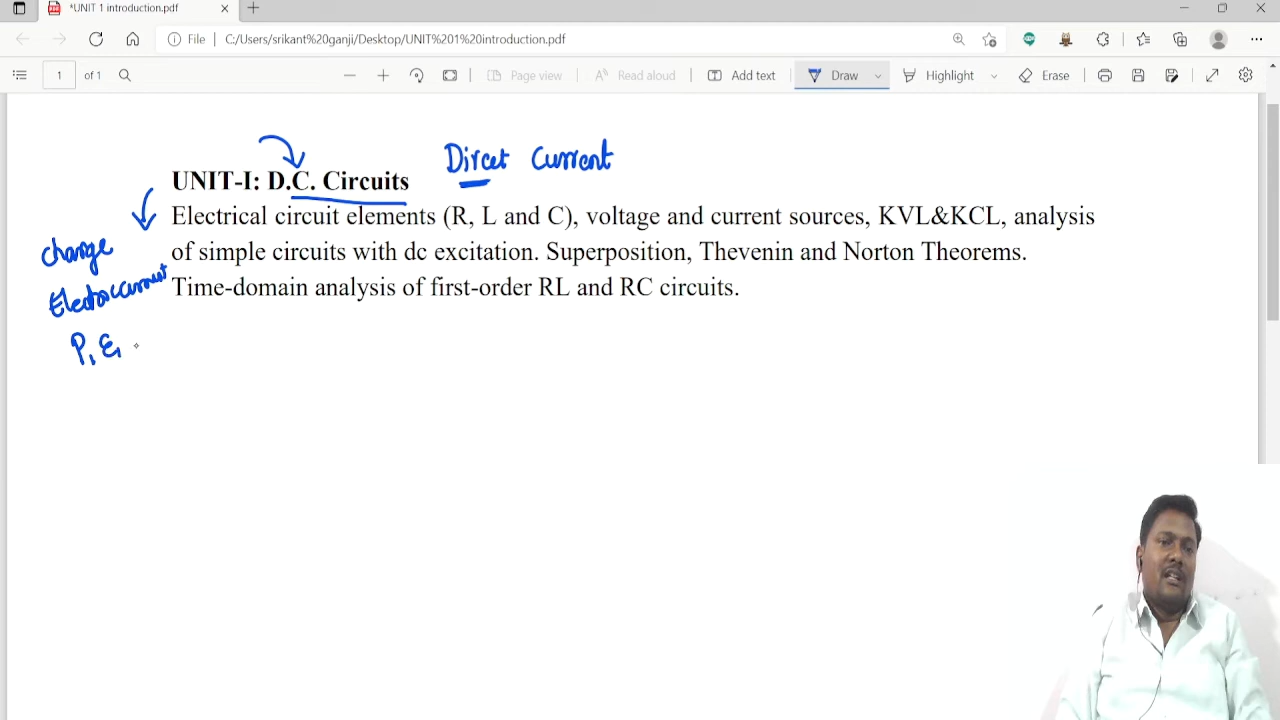 *UNIT 1 introduction.pdf
File | C:/Users/srikant%20ganji/Desktop/UNIT%201%20introduction.pdf
1 of 1 Page view Read aloud Add text Draw Highlight Erase
Dircet Current
UNIT-I: D.C. Circuits
Electrical circuit elements (R, L and C), voltage and current sources, KVL&KCL, analysis
of simple circuits with dc excitation. Superposition, Thevenin and Norton Theorems.
Time-domain analysis of first-order RL and RC circuits.
change
Electric current
P, E,